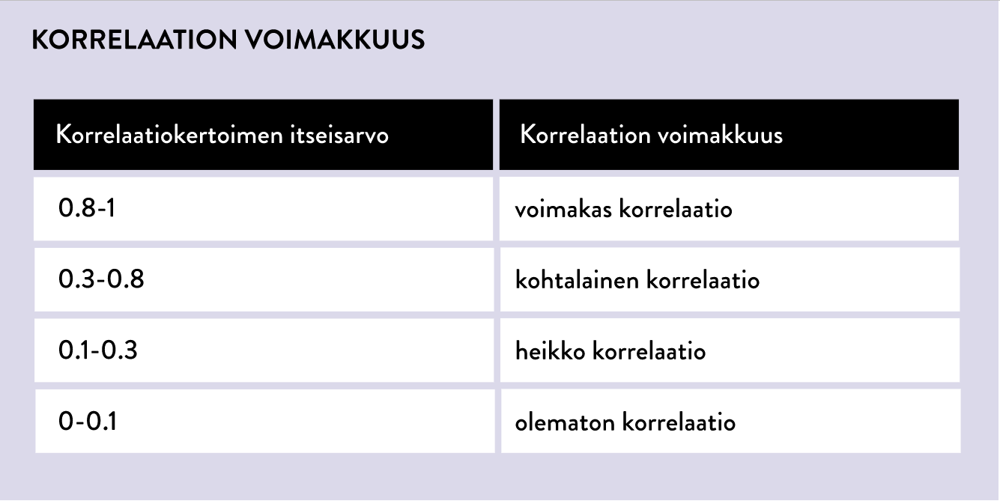 KORRELAATION VOIMAKKUUS
Korrelaatiokertoimen itseisarvo Korrelaation voimakkuus
0.8-1 voimakas korrelaatio
0.3-0.8 kohtalainen korrelaatio
0.1-0.3 heikko korrelaatio
0-0.1 olematon korrelaatio